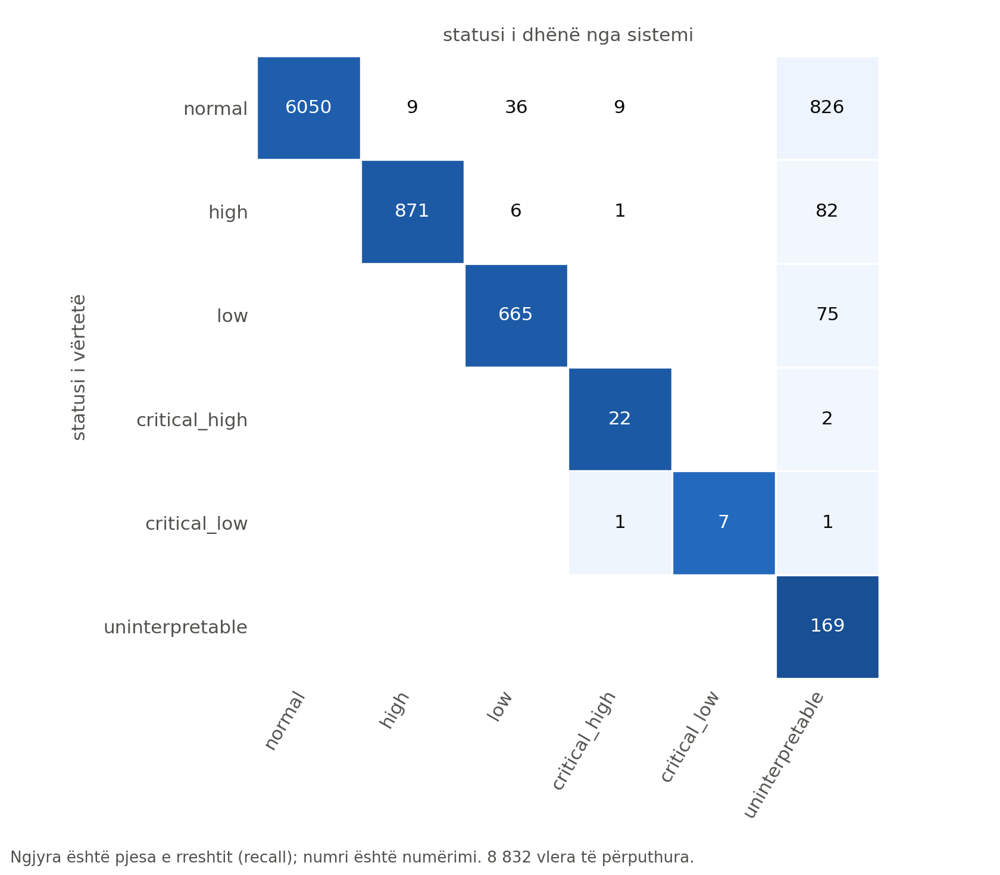 statusi i dhënë nga sistemi
normal 6050 9 36 9 826
high 871 6 1 82
low 665 75
critical_high 22 2
critical_low 1 7 1
uninterpretable 169
statusi i vërtetë
normal high low critical_high critical_low uninterpretable
Ngjyra është pjesa e rreshtit (recall); numri është numërimi. 8 832 vlera të përputhura.